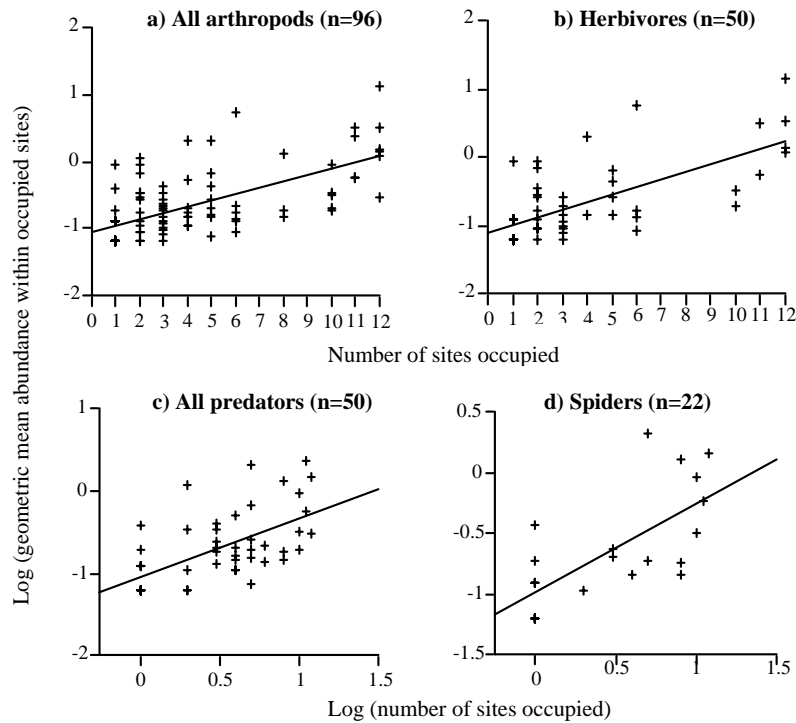 a) All arthropods (n=96)
b) Herbivores (n=50)
2
1
0
-1
-2
0 1 2 3 4 5 6 7 8 9 10 11 12
2
1
0
-1
-2
0 1 2 3 4 5 6 7 8 9 10 11 12
Number of sites occupied
Log (geometric mean abundance within occupied sites)
c) All predators (n=50)
d) Spiders (n=22)
1
0
-1
-2
0 0.5 1 1.5
0.5
0
-0.5
-1
-1.5
0 0.5 1 1.5
Log (number of sites occupied)